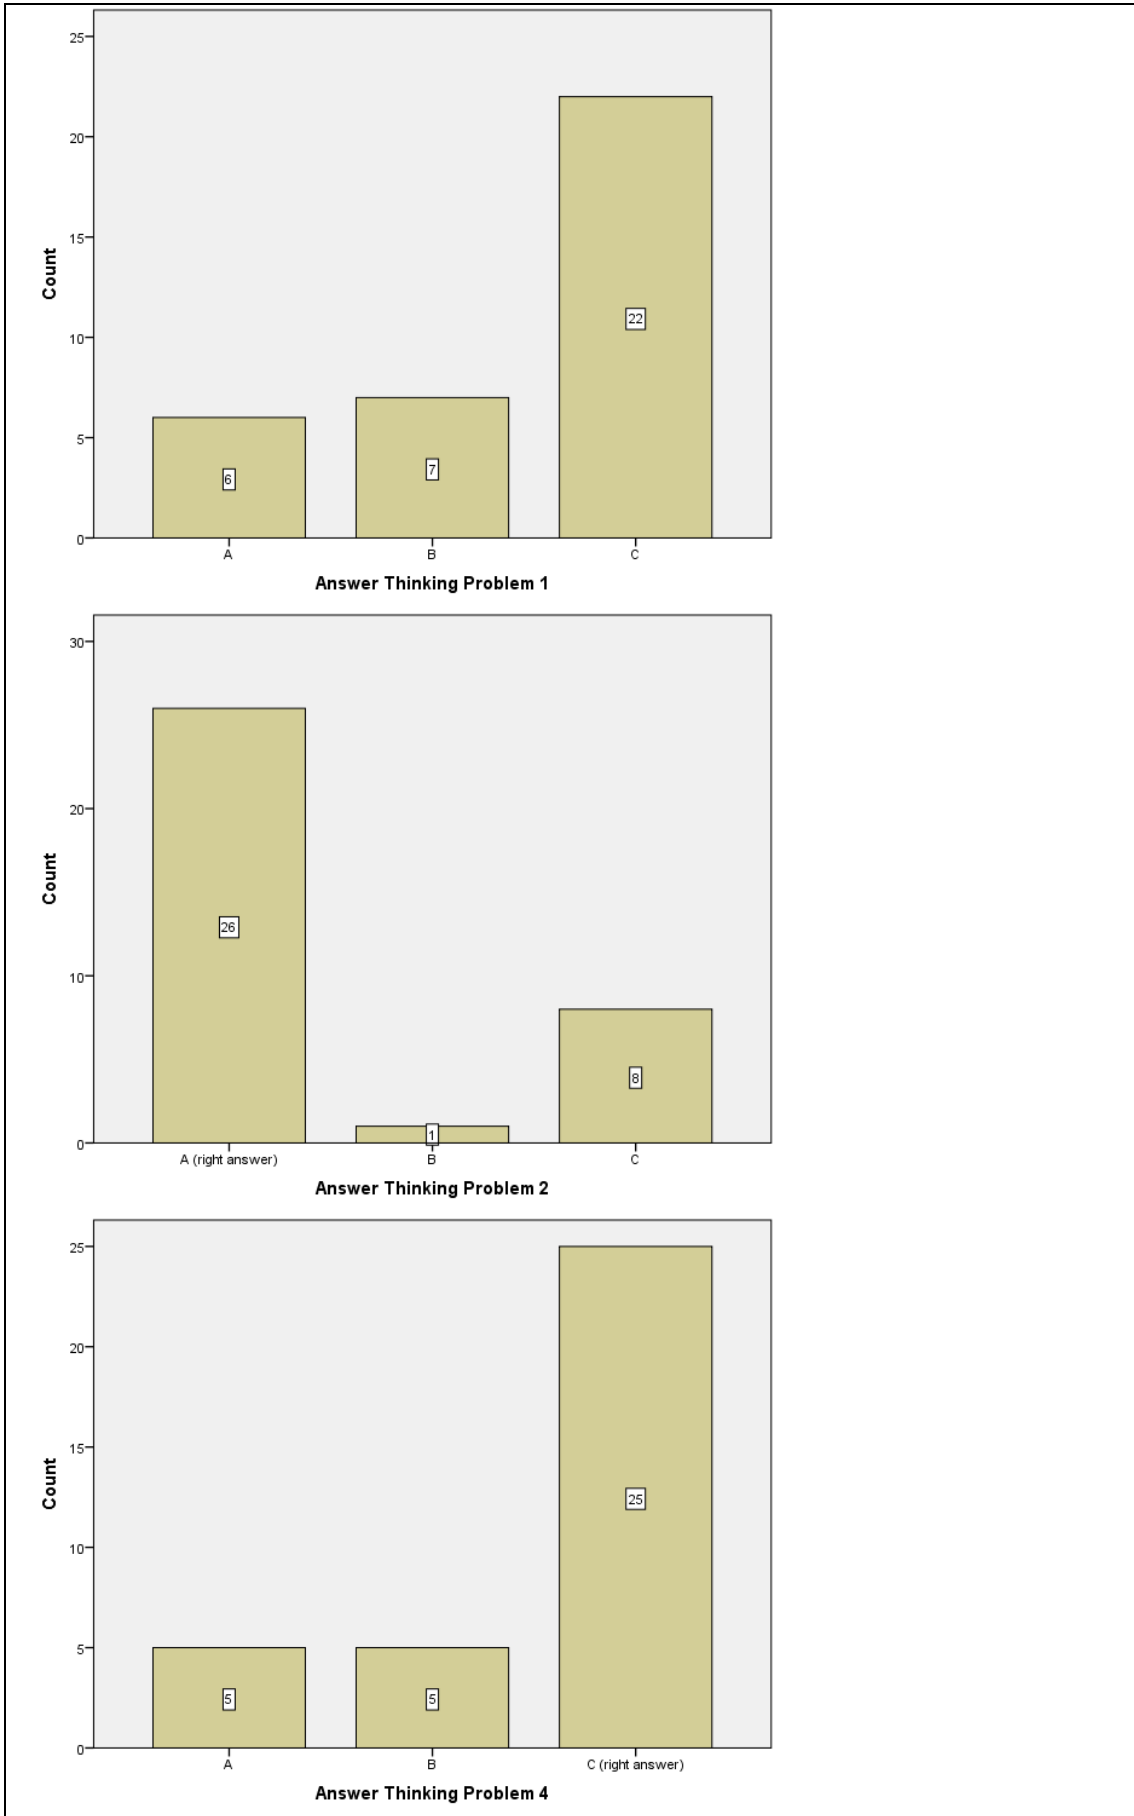 25
20
15
10
5
0
Count
6
7
22
A
B
C
Answer Thinking Problem 1
30
20
10
0
Count
26
1
8
A (right answer)
B
C
Answer Thinking Problem 2
25
20
15
10
5
0
Count
5
5
25
A
B
C (right answer)
Answer Thinking Problem 4